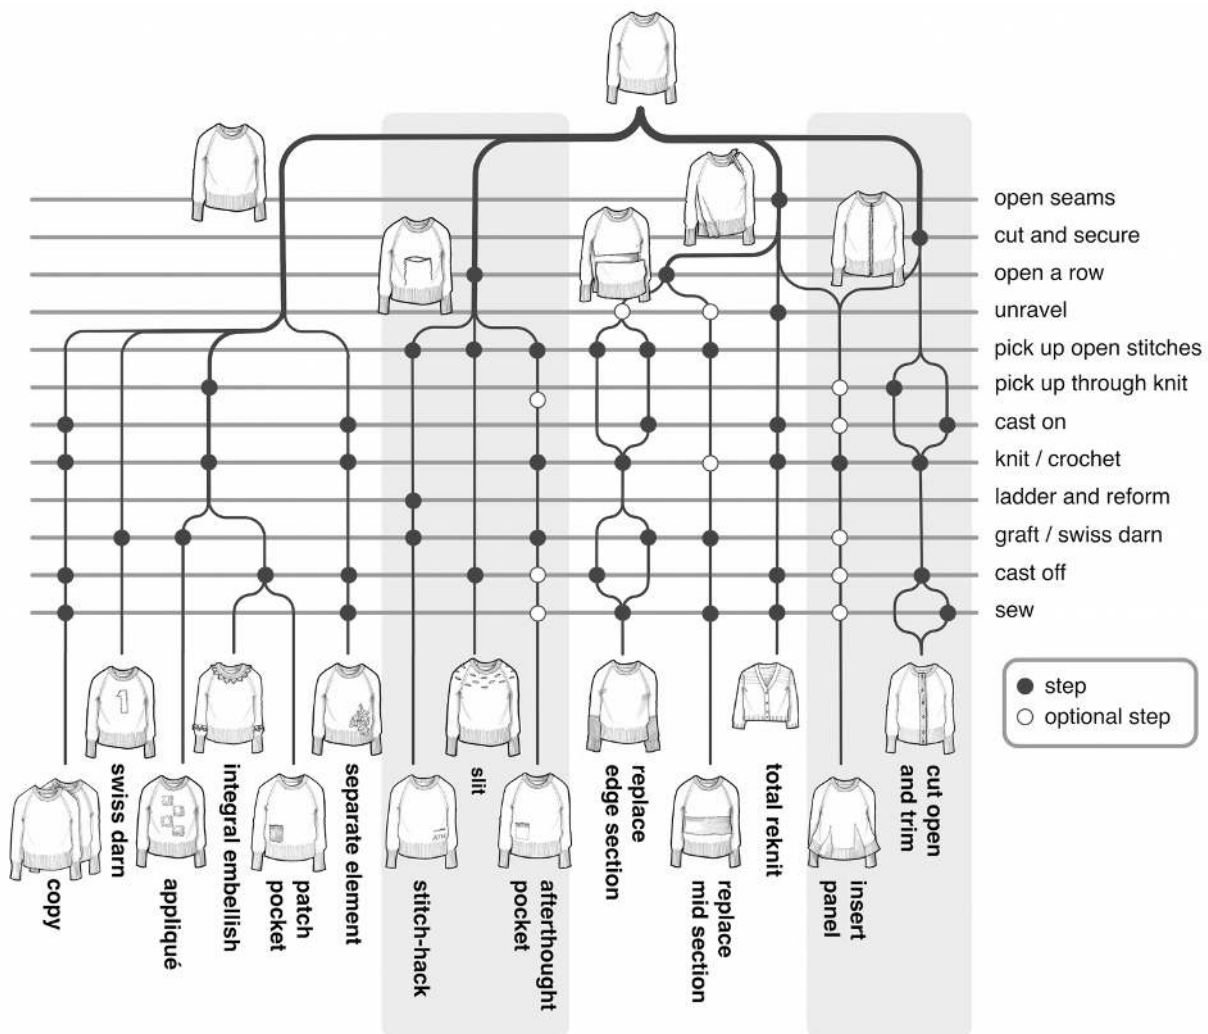 open seams
cut and secure
open a row
unravel
pick up open stitches
pick up through knit
cast on
knit / crochet
ladder and reform
graft / swiss darn
cast off
sew
step
optional step
copy
swiss darn
appliqué
integral embellish
patch
pocket
separate element
stitch-hack
slit
afterthought
pocket
replace
edge section
replace
mid section
total reknit
insert
panel
cut open
and trim
1